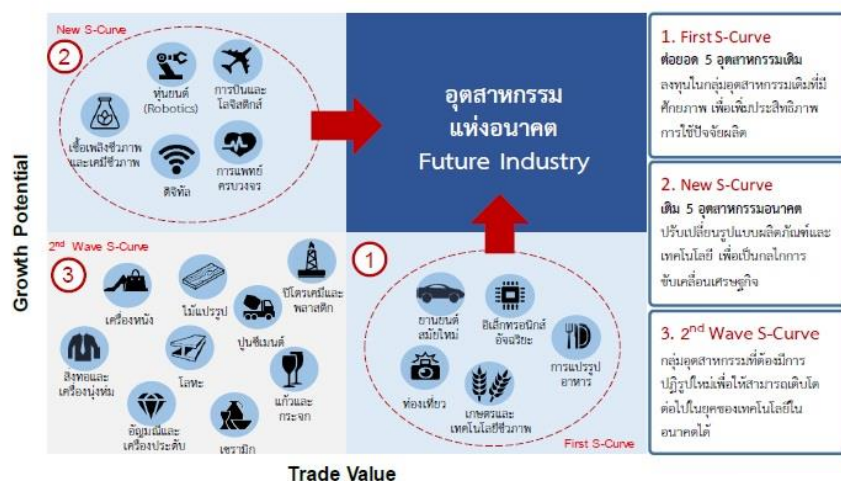 New S-Curve
2
หุ่นยนต์
(Robotics)
การบินและ
โลจิสติกส์
เชื้อเพลิงชีวภาพ
และเคมีชีวภาพ
ดิจิทัล
การแพทย์
ครบวงจร
อุตสาหกรรม
แห่งอนาคต
Future Industry
Growth Potential
2nd Wave S-Curve
3
เครื่องหนัง
ไม้แปรรูป
ปิโตรเคมีและ
พลาสติก
ปูนซีเมนต์
สิ่งทอและ
เครื่องนุ่งห่ม
โลหะ
แก้วและ
กระจก
อัญมณีและ
เครื่องประดับ
เซรามิก
1
ยานยนต์
สมัยใหม่
อิเล็กทรอนิกส์
อัจฉริยะ
การแปรรูป
อาหาร
ท่องเที่ยว
เกษตรและ
เทคโนโลยีชีวภาพ
First S-Curve
Trade Value
1. First S-Curve
ต่อยอด 5 อุตสาหกรรมเดิม
ลงทุนในกลุ่มอุตสาหกรรมเดิมที่มี
ศักยภาพ เพื่อเพิ่มประสิทธิภาพ
การใช้ปัจจัยผลิต
2. New S-Curve
เติม 5 อุตสาหกรรมอนาคต
ปรับเปลี่ยนรูปแบบผลิตภัณฑ์และ
เทคโนโลยี เพื่อเป็นกลไกการ
ขับเคลื่อนเศรษฐกิจ
3. 2nd Wave S-Curve
กลุ่มอุตสาหกรรมที่ต้องมีการ
ปฏิรูปใหม่เพื่อให้สามารถเติบโต
ต่อไปในยุคของเทคโนโลยีใน
อนาคตได้